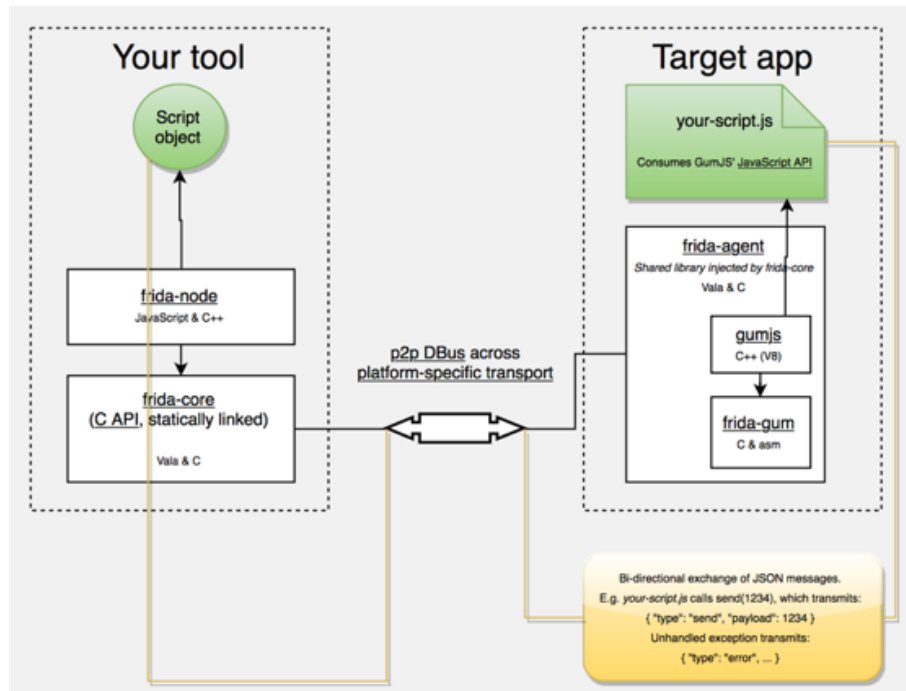 Your tool
Script
object
frida-node
JavaScript & C++
frida-core
(C API, statically linked)
Vala & C
p2p DBus across
platform-specific transport
Target app
your-script.js
Consumes GumJS' JavaScript API
frida-agent
Shared library injected by frida-core
Vala & C
gumjs
C++ (V8)
frida-gum
C & asm
Bi-directional exchange of JSON messages.
E.g. your-script.js calls send(1234), which transmits:
{ "type": "send", "payload": 1234 }
Unhandled exception transmits:
{ "type": "error", ... }